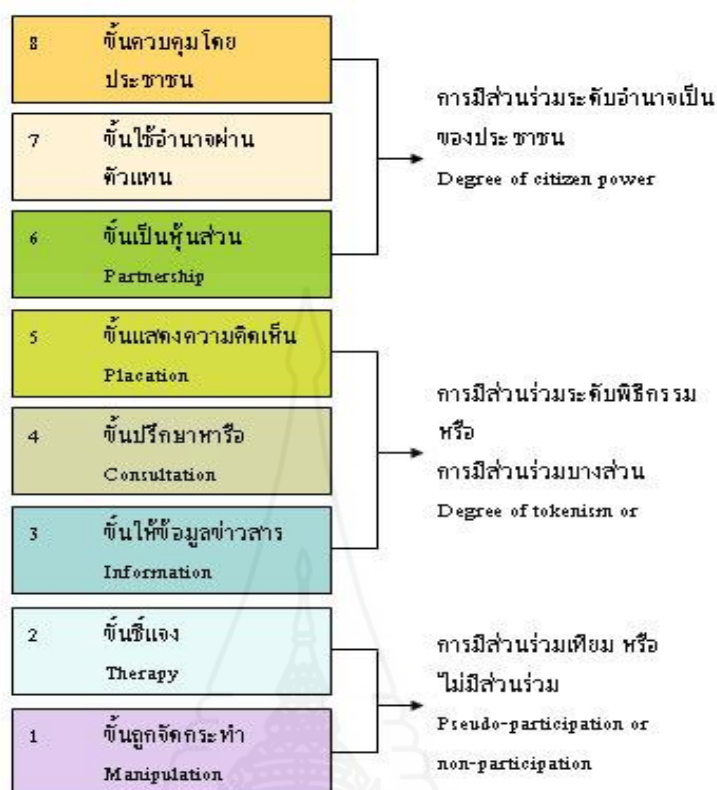 8 ขั้นควบคุมโดย
ประชาชน
7 ขั้นใช้อำนาจผ่าน
ตัวแทน
6 ขั้นเป็นหุ้นส่วน
Partnership
การมีส่วนร่วมระดับอำนาจเป็น
ของประชาชน
Degree of citizen power
5 ขั้นแสดงความคิดเห็น
Placation
4 ขั้นปรึกษาหารือ
Consultation
3 ขั้นให้ข้อมูลข่าวสาร
Information
การมีส่วนร่วมระดับพิธีกรรม
หรือ
การมีส่วนร่วมบางส่วน
Degree of tokenism or
2 ขั้นชี้แจง
Therapy
1 ขั้นถูกจัดกระทำ
Manipulation
การมีส่วนร่วมเทียม หรือ
ไม่มีส่วนร่วม
Pseudo-participation or
non-participation